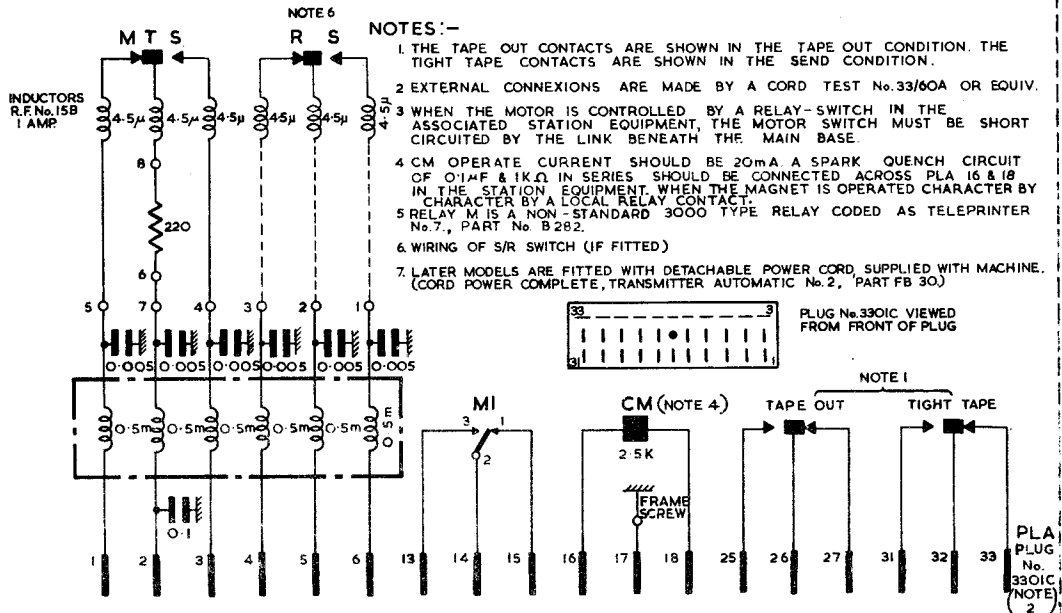 NOTE 6
NOTES:-
M T S
R S
1. THE TAPE OUT CONTACTS ARE SHOWN IN THE TAPE OUT CONDITION. THE
TIGHT TAPE CONTACTS ARE SHOWN IN THE SEND CONDITION.
2 EXTERNAL CONNEXIONS ARE MADE BY A CORD TEST No.33/60A OR EQUIV.
3 WHEN THE MOTOR IS CONTROLLED BY A RELAY-SWITCH IN THE
ASSOCIATED STATION EQUIPMENT, THE MOTOR SWITCH MUST BE SHORT
CIRCUITED BY THE LINK BENEATH THE MAIN BASE.
4 CM OPERATE CURRENT SHOULD BE 20mA. A SPARK QUENCH CIRCUIT
OF 0·1μF & 1KΩ IN SERIES SHOULD BE CONNECTED ACROSS PLA 16 & 18
IN THE STATION EQUIPMENT. WHEN THE MAGNET IS OPERATED CHARACTER BY
CHARACTER BY A LOCAL RELAY CONTACT.
5 RELAY M IS A NON-STANDARD 3000 TYPE RELAY CODED AS TELEPRINTER
No.7., PART No. B282.
6. WIRING OF S/R SWITCH (IF FITTED)
7. LATER MODELS ARE FITTED WITH DETACHABLE POWER CORD, SUPPLIED WITH MACHINE.
(CORD POWER COMPLETE, TRANSMITTER AUTOMATIC No.2, PART FB 30.)
INDUCTORS
R.F. No.15B
1 AMP.
4·5μ 4·5μ 4·5μ 4·5μ 4·5μ 4·5μ
8
220
6
5 7 4 3 2 1
0·005 0·005 0·005 0·005 0·005 0·005
0·5m 0·5m 0·5m 0·5m 0·5m 0·5m
0·1
33 3
31 1
PLUG No.3301C VIEWED
FROM FRONT OF PLUG
NOTE 1
M1
CM (NOTE 4)
TAPE OUT
TIGHT TAPE
3 1
2
2·5K
FRAME
SCREW
1 2 3 4 5 6 13 14 15 16 17 18 25 26 27 31 32 33
PLA
PLUG
No.
3301C
(NOTE
2)